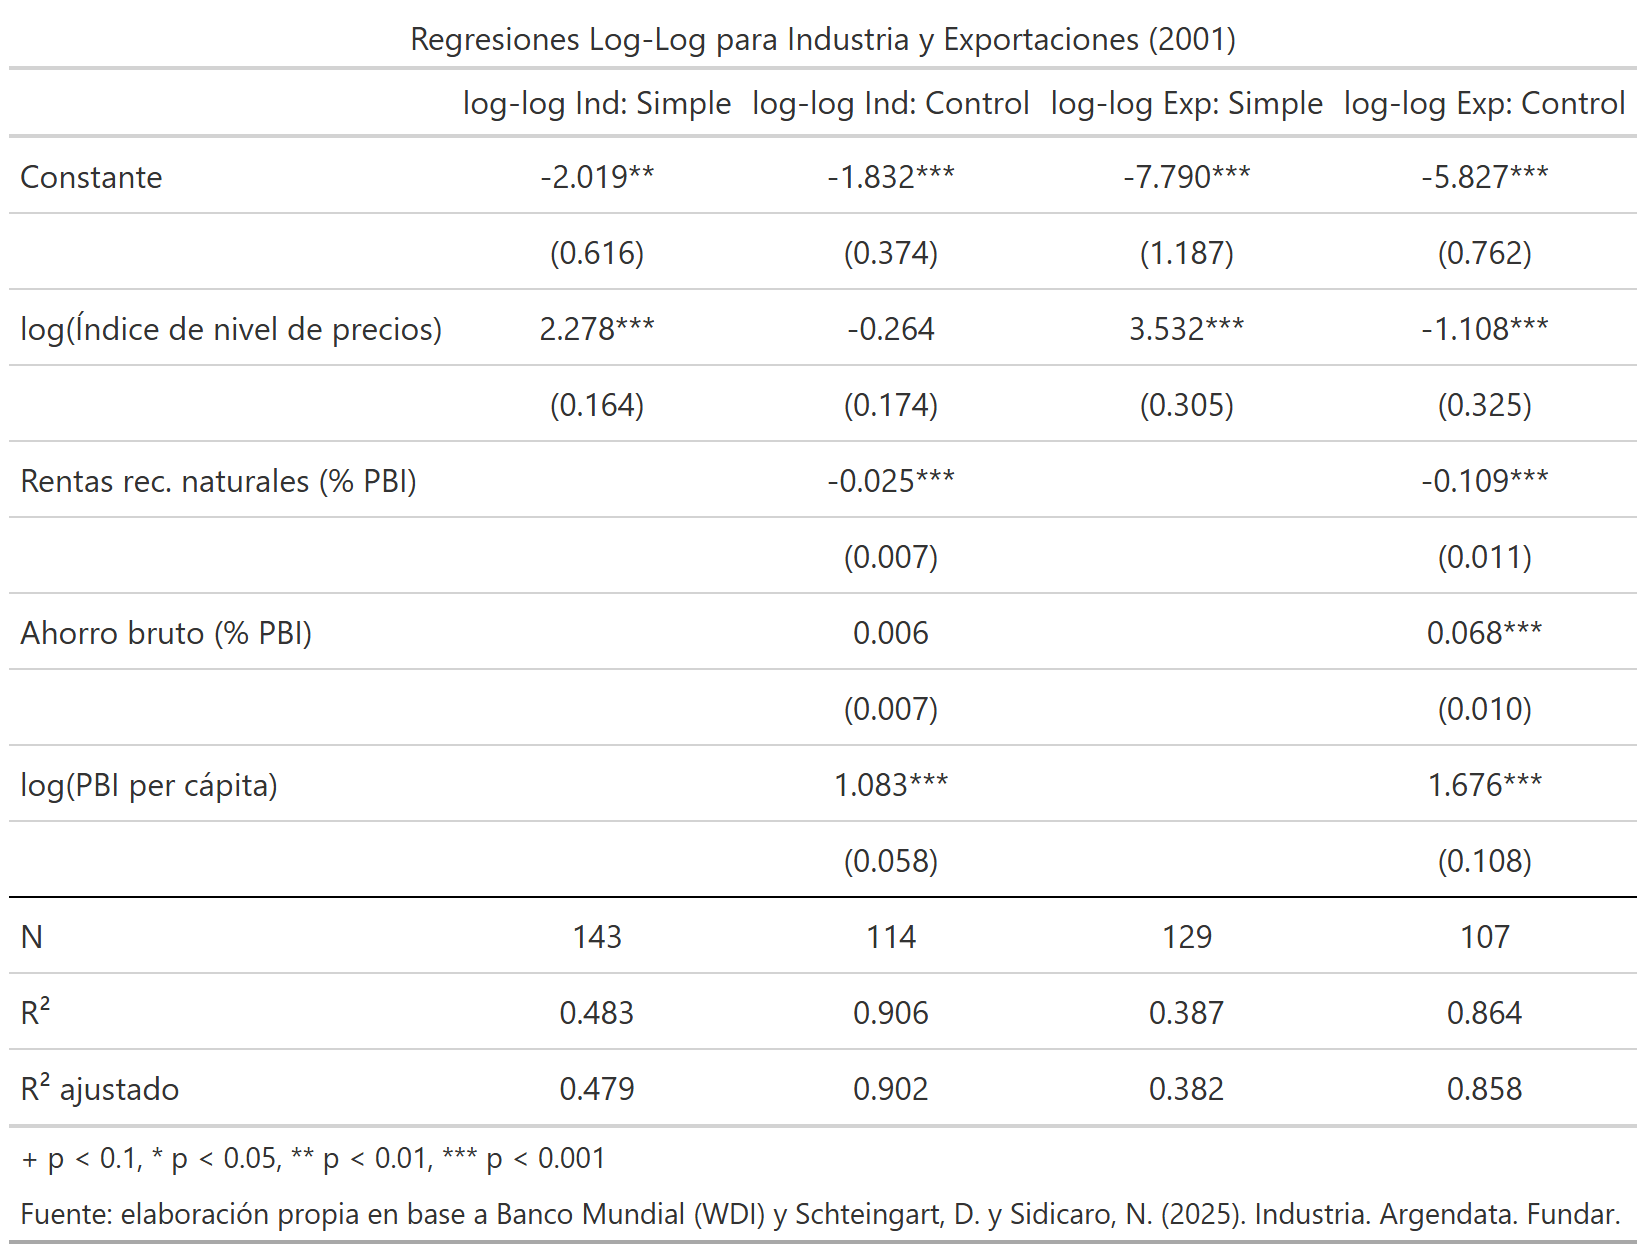 Regresiones Log-Log para Industria y Exportaciones (2001)
log-log Ind: Simple log-log Ind: Control log-log Exp: Simple log-log Exp: Control
Constante -2.019** -1.832*** -7.790*** -5.827***
(0.616) (0.374) (1.187) (0.762)
log(Índice de nivel de precios) 2.278*** -0.264 3.532*** -1.108***
(0.164) (0.174) (0.305) (0.325)
Rentas rec. naturales (% PBI) -0.025*** -0.109***
(0.007) (0.011)
Ahorro bruto (% PBI) 0.006 0.068***
(0.007) (0.010)
log(PBI per cápita) 1.083*** 1.676***
(0.058) (0.108)
N 143 114 129 107
R² 0.483 0.906 0.387 0.864
R² ajustado 0.479 0.902 0.382 0.858
+ p < 0.1, * p < 0.05, ** p < 0.01, *** p < 0.001
Fuente: elaboración propia en base a Banco Mundial (WDI) y Schteingart, D. y Sidicaro, N. (2025). Industria. Argendata. Fundar.